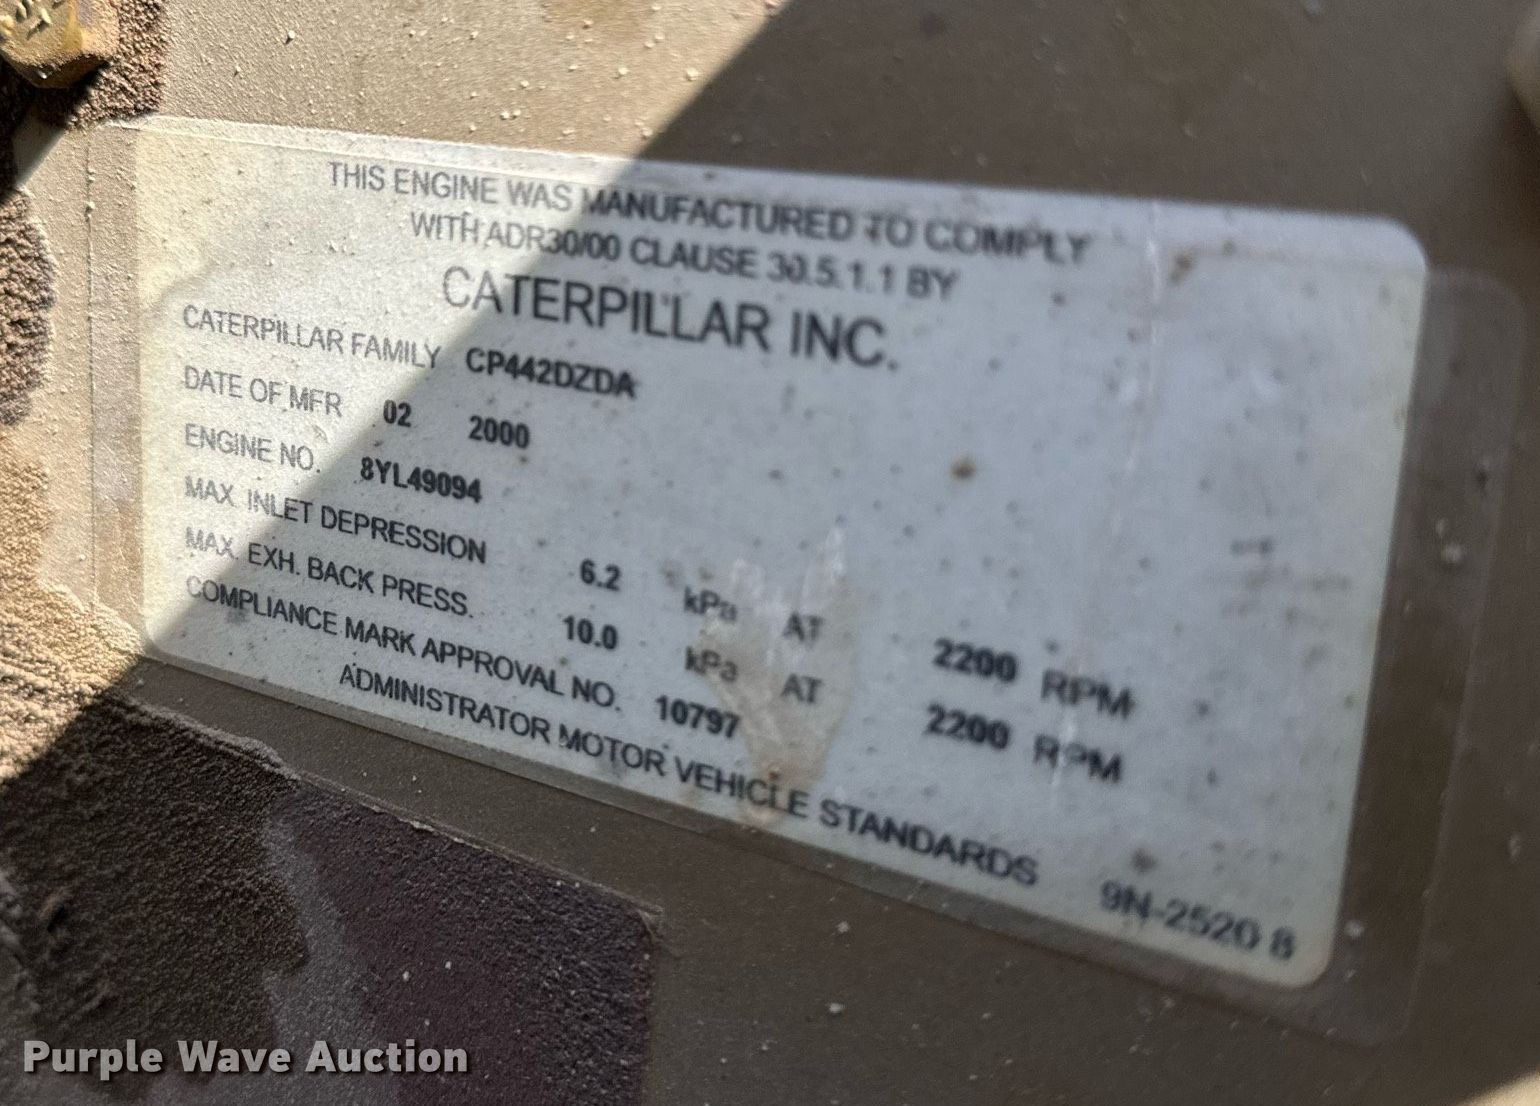 THIS ENGINE WAS MANUFACTURED TO COMPLY
WITH ADR30/00 CLAUSE 30.5.1.1 BY
CATERPILLAR INC.
CATERPILLAR FAMILY CP442DZDA
DATE OF MFR 02 2000
ENGINE NO. 8YL49094
MAX. INLET DEPRESSION 6.2 kPa AT 2200 RPM
MAX. EXH. BACK PRESS. 10.0 kPa AT 2200 RPM
COMPLIANCE MARK APPROVAL NO. 10797
ADMINISTRATOR MOTOR VEHICLE STANDARDS 9N-2520 8
Purple Wave Auction